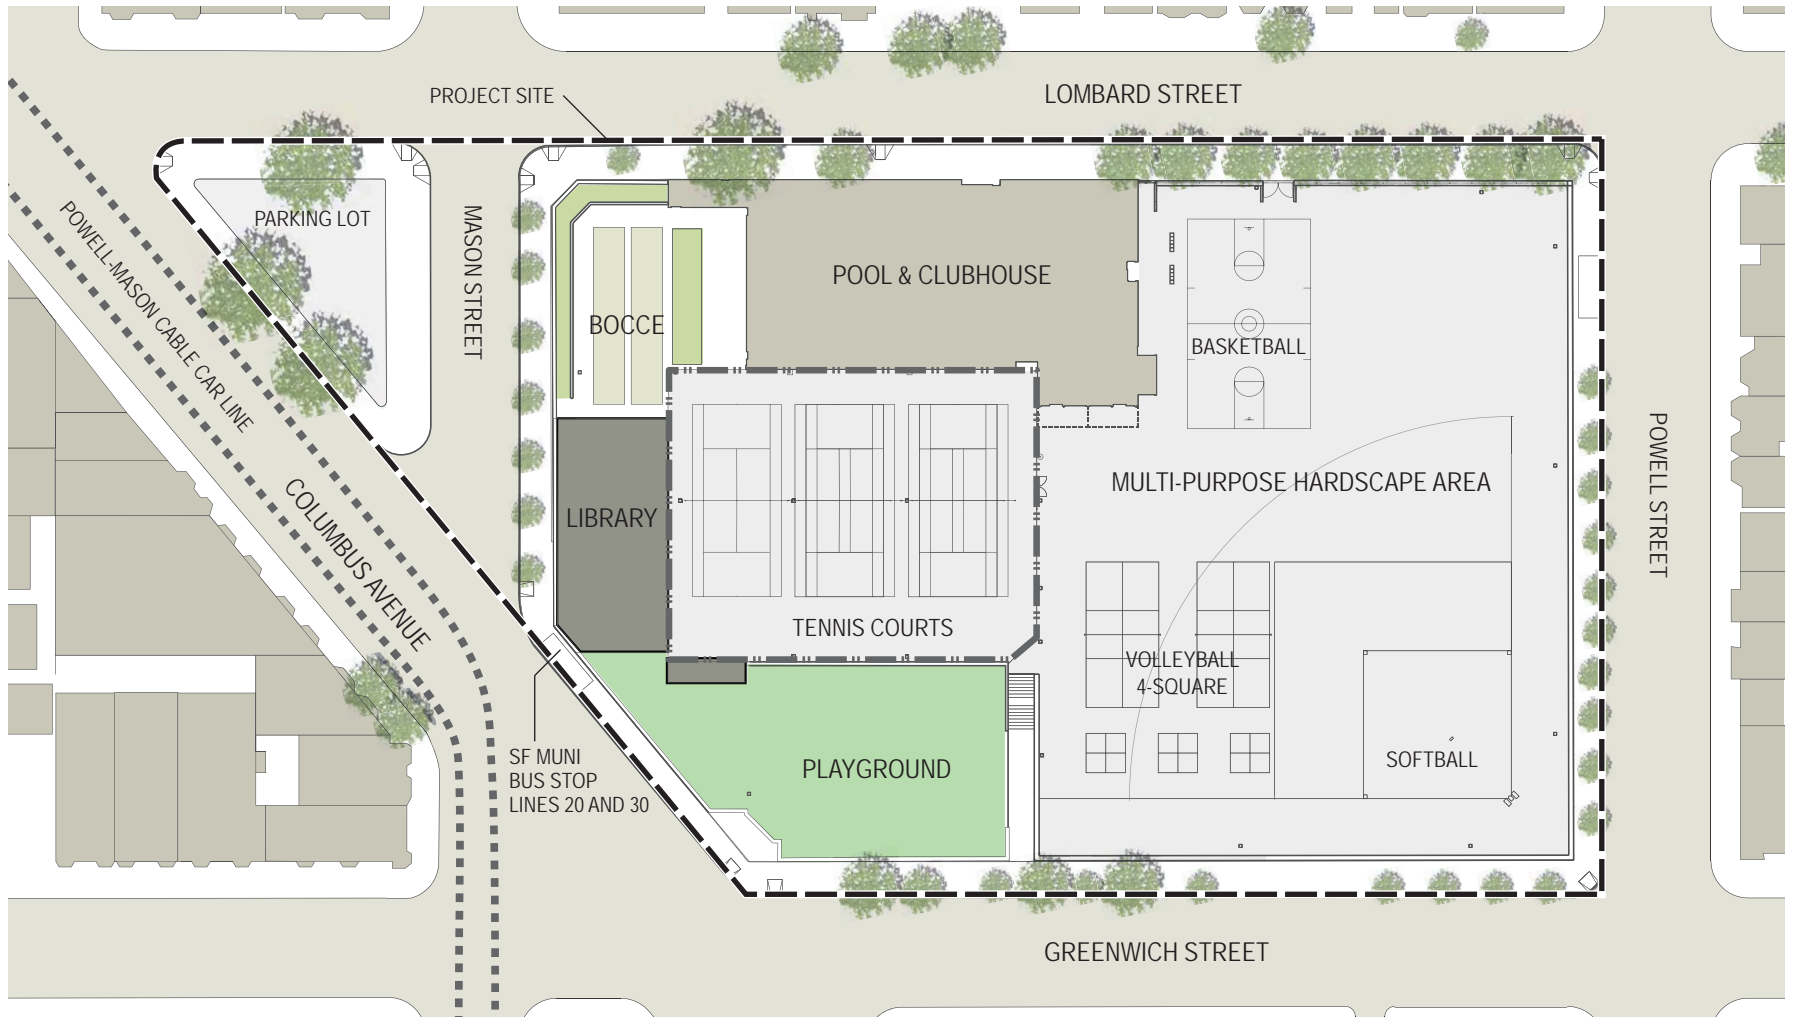 LOMBARD STREET
PROJECT SITE
PARKING LOT
POWELL-MASON CABLE CAR LINE
MASON STREET
POOL & CLUBHOUSE
BOCCE
BASKETBALL
COLUMBUS AVENUE
LIBRARY
MULTI-PURPOSE HARDSCAPE AREA
POWELL STREET
TENNIS COURTS
VOLLEYBALL
4-SQUARE
SF MUNI
BUS STOP
LINES 20 AND 30
PLAYGROUND
SOFTBALL
GREENWICH STREET